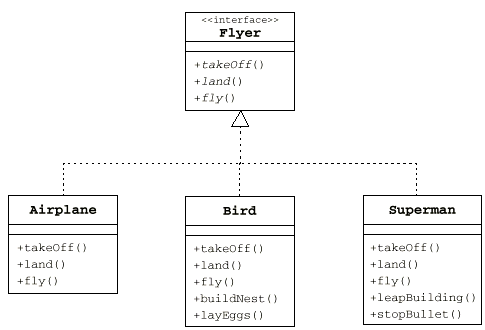 <<interface>>
Flyer
+takeOff()
+land()
+fly()
Airplane
+takeOff()
+land()
+fly()
Bird
+takeOff()
+land()
+fly()
+buildNest()
+layEggs()
Superman
+takeOff()
+land()
+fly()
+leapBuilding()
+stopBullet()